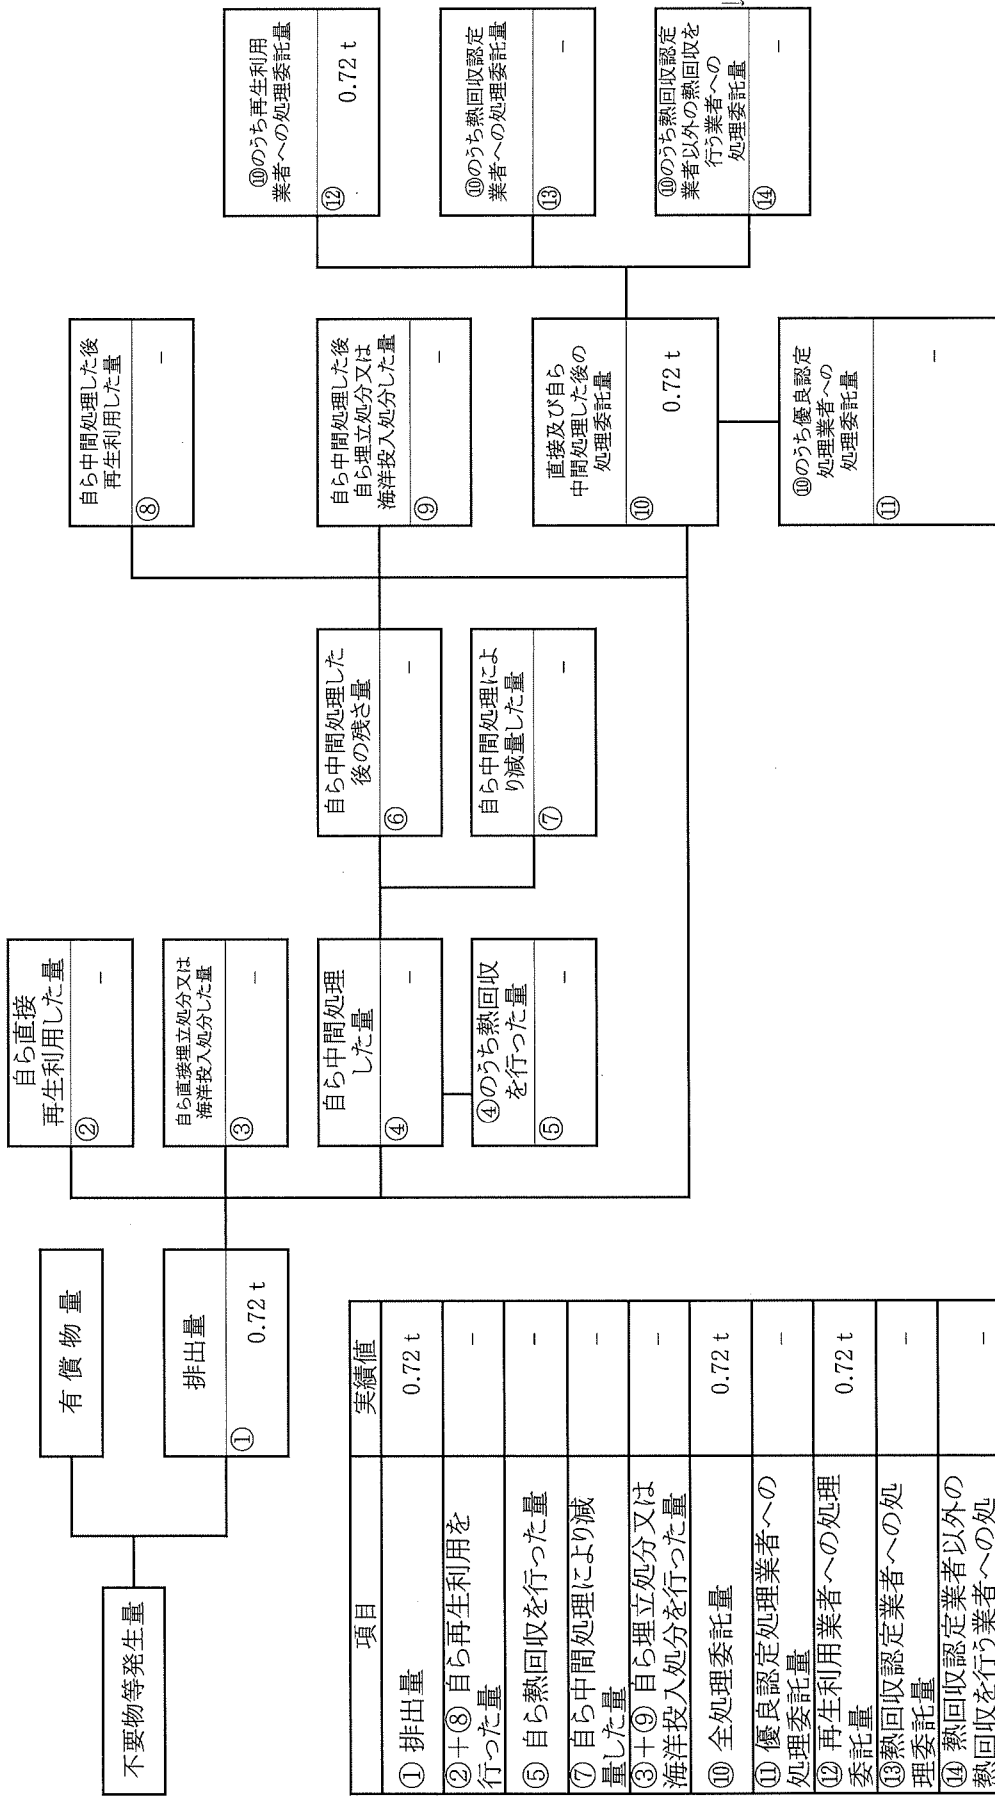 不要物等発生量
有償物量
排出量
①
0.72 t
自ら直接
再生利用した量
②
－
自ら直接埋立処分又は
海洋投入処分した量
③
－
自ら中間処理
した量
④
－
④のうち熱回収
を行った量
⑤
－
自ら中間処理した
後の残さ量
⑥
－
自ら中間処理によ
り減量した量
⑦
－
自ら中間処理した後
再生利用した量
⑧
－
自ら中間処理した後
自ら埋立処分又は
海洋投入処分した量
⑨
－
直接及び自ら
中間処理した後の
処理委託量
⑩
0.72 t
⑩のうち優良認定
処理業者への
処理委託量
⑪
－
⑩のうち再生利用
業者への処理委託量
⑫
0.72 t
⑩のうち熱回収認定
業者への処理委託量
⑬
－
⑩のうち熱回収認定
業者以外の熱回収を
行う業者への
処理委託量
⑭
－
項目 実績値
① 排出量 0.72 t
②＋⑧ 自ら再生利用を
行った量 －
⑤ 自ら熱回収を行った量 －
⑦ 自ら中間処理により減
量した量 －
③＋⑨ 自ら埋立処分又は
海洋投入処分を行った量 －
⑩ 全処理委託量 0.72 t
⑪ 優良認定処理業者への
処理委託量 －
⑫ 再生利用業者への処理
委託量 0.72 t
⑬熱回収認定業者への処
理委託量 －
⑭ 熱回収認定業者以外の
熱回収を行う業者への処 －